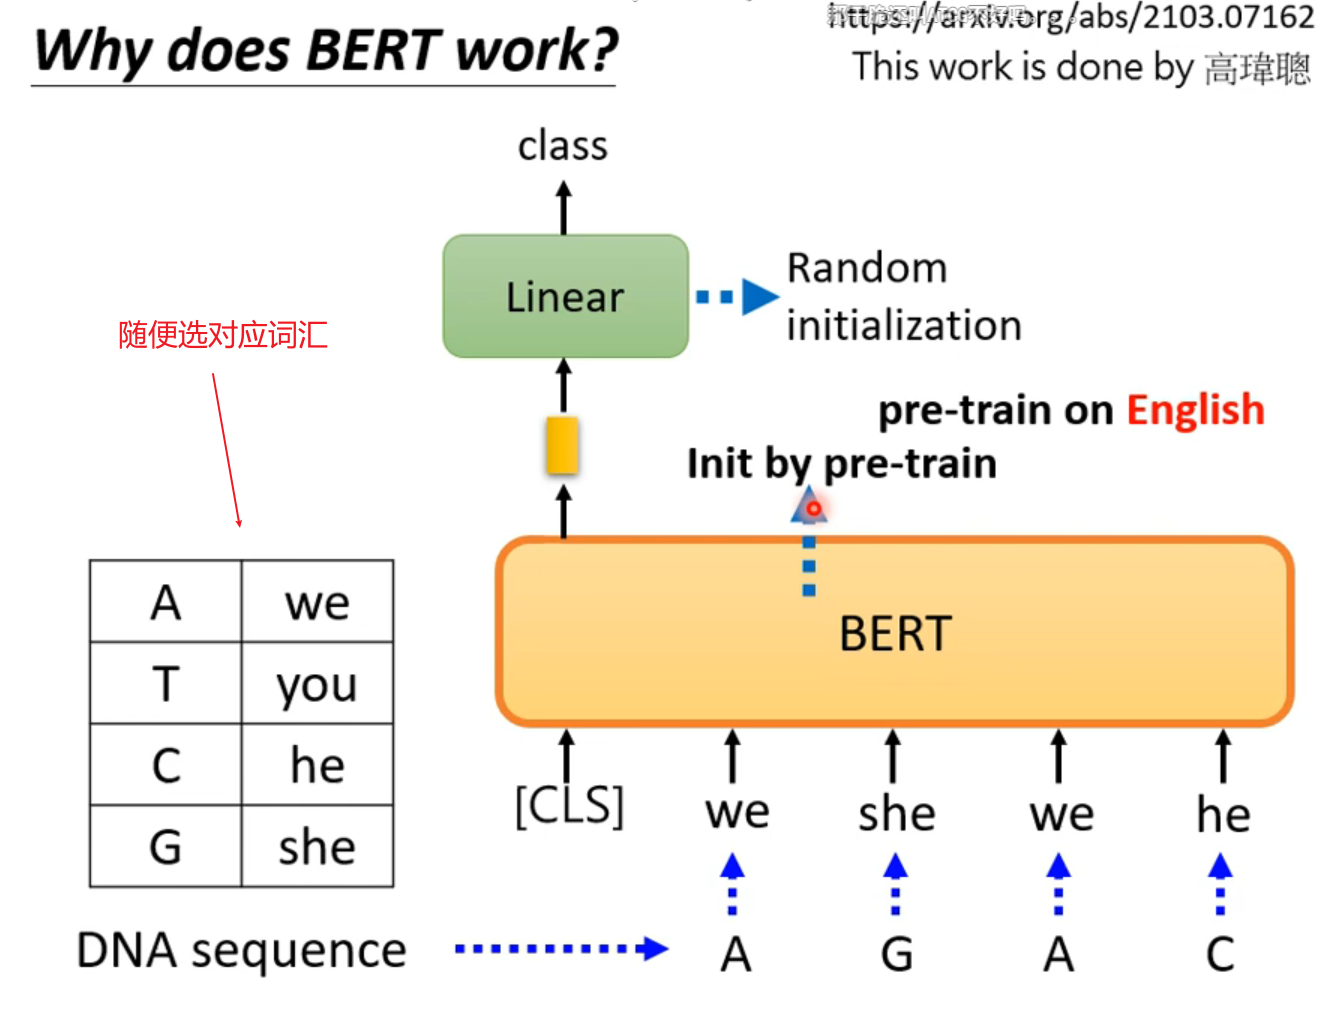 Why does BERT work?
https://arxiv.org/abs/2103.07162
This work is done by 高瑋聰
class
Linear
Random
initialization
随便选对应词汇
pre-train on English
Init by pre-train
BERT
A we
T you
C he
G she
[CLS] we she we he
DNA sequence A G A C